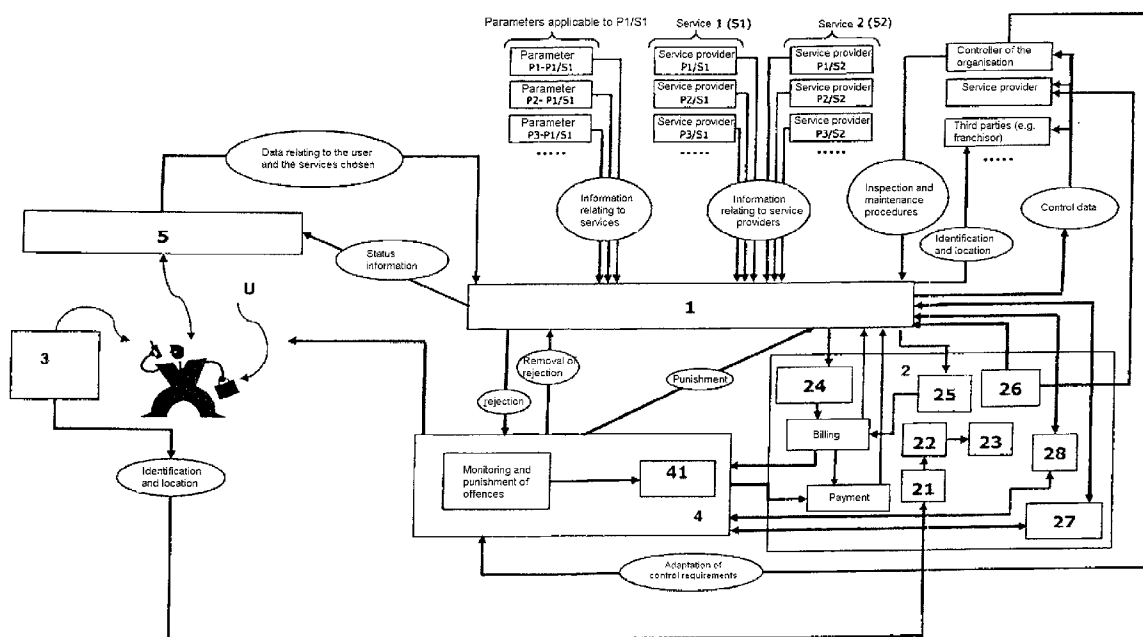 Parameters applicable to P1/S1
Service 1 (S1)
Service 2 (S2)
Parameter
P1-P1/S1
Parameter
P2- P1/S1
Parameter
P3-P1/S1
.....
Service provider
P1/S1
Service provider
P2/S1
Service provider
P3/S1
.....
Service provider
P1/S2
Service provider
P2/S2
Service provider
P3/S2
.....
Controller of the
organisation
Service provider
Third parties (e.g.
franchisor)
.....
Data relating to the user
and the services chosen
Information
relating to
services
Information
relating to service
providers
Inspection and
maintenance
procedures
Identification
and location
Control data
5
Status
information
U
1
3
Removal of
rejection
rejection
Punishment
2
24
25
26
Billing
22
23
28
Monitoring and
punishment of
offences
41
4
Payment
21
27
Identification
and location
Adaptation of
control requirements